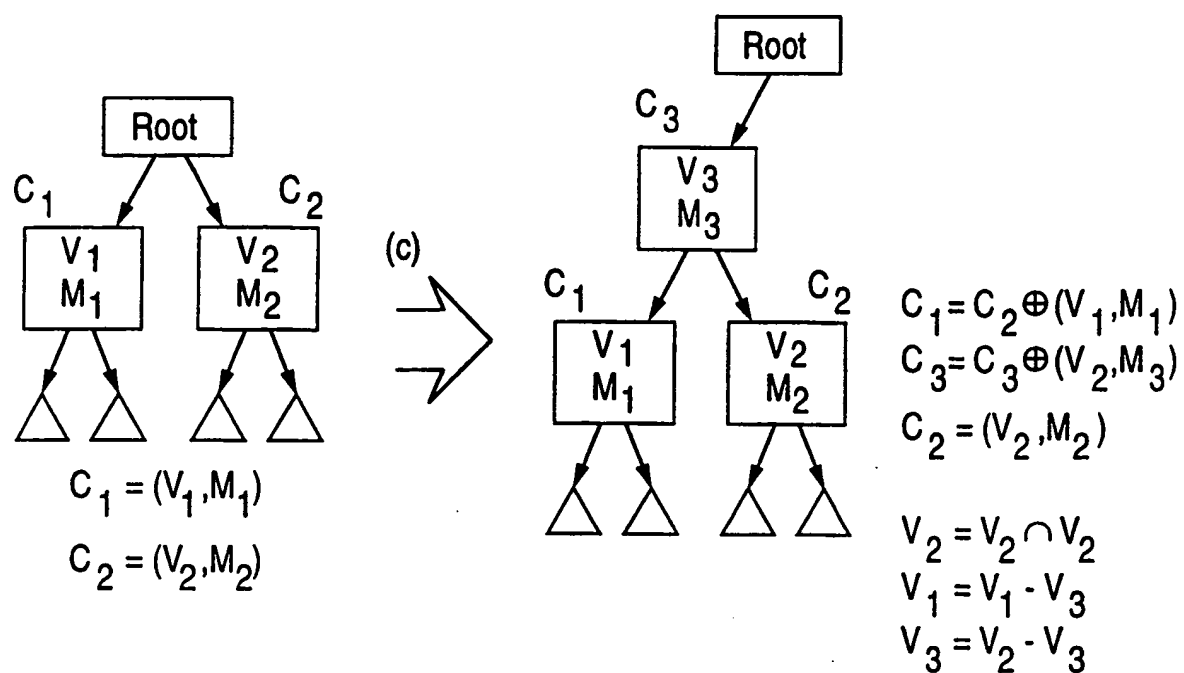 Root
C1
C2
V1
M1
V2
M2
C1 = (V1,M1)
C2 = (V2,M2)
(c)
Root
C3
V3
M3
C1
C2
V1
M1
V2
M2
C1 = C2 ⊕ (V1,M1)
C3 = C3 ⊕ (V2,M3)
C2 = (V2,M2)
V2 = V2 ∩ V2
V1 = V1 - V3
V3 = V2 - V3